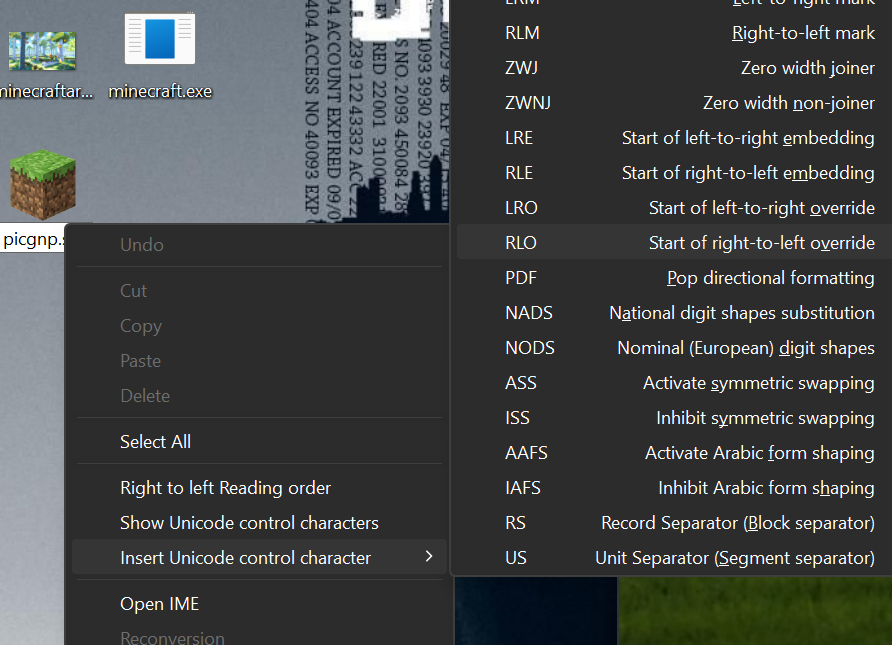 minecraftar...
minecraft.exe
picgnp.s
Undo
Cut
Copy
Paste
Delete
Select All
Right to left Reading order
Show Unicode control characters
Insert Unicode control character
Open IME
Reconversion
LRM Left-to-right mark
RLM Right-to-left mark
ZWJ Zero width joiner
ZWNJ Zero width non-joiner
LRE Start of left-to-right embedding
RLE Start of right-to-left embedding
LRO Start of left-to-right override
RLO Start of right-to-left override
PDF Pop directional formatting
NADS National digit shapes substitution
NODS Nominal (European) digit shapes
ASS Activate symmetric swapping
ISS Inhibit symmetric swapping
AAFS Activate Arabic form shaping
IAFS Inhibit Arabic form shaping
RS Record Separator (Block separator)
US Unit Separator (Segment separator)
404 ACCESS NO 40093 EXP
04 ACCOUNT EXPIRED 09/0
239 122 43332 ACC
RED 22001
S NO. 2093 450084 28
1093 3930 23920
20029 48 EXP 04/